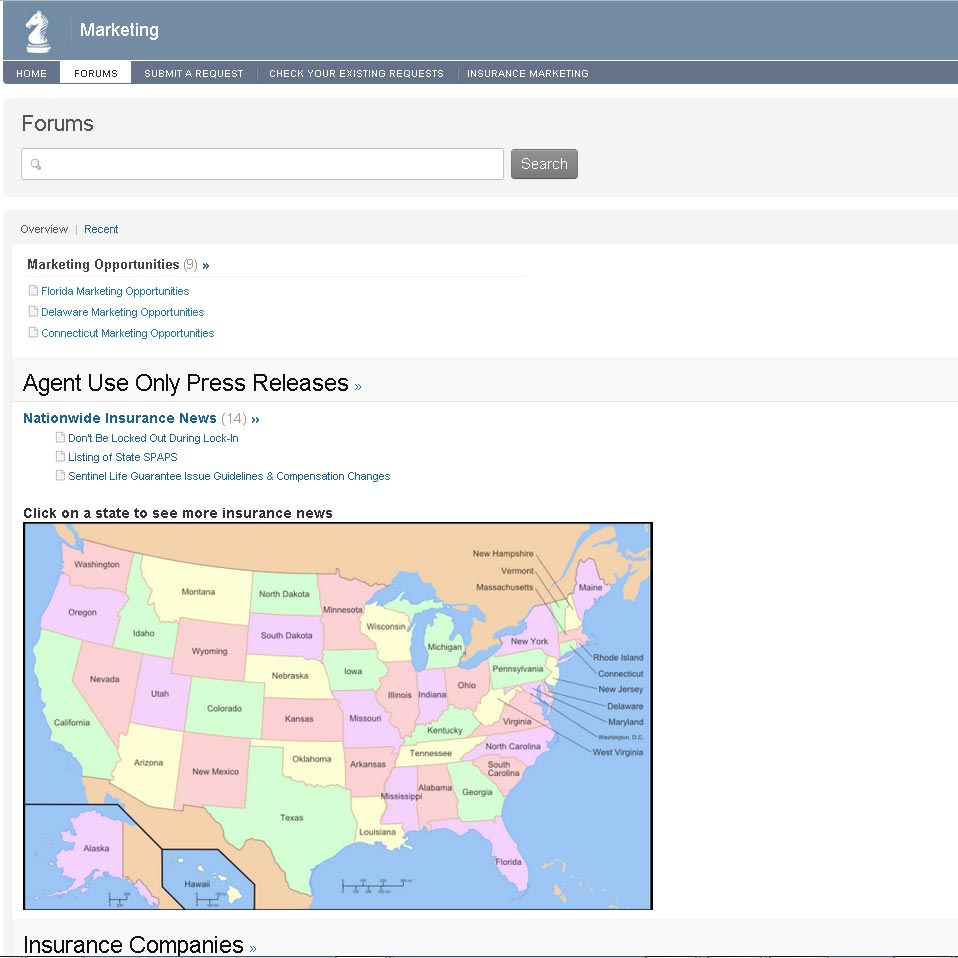 Marketing
HOME FORUMS SUBMIT A REQUEST CHECK YOUR EXISTING REQUESTS INSURANCE MARKETING
Forums
Search
Overview | Recent
Marketing Opportunities (9) »
Florida Marketing Opportunities
Delaware Marketing Opportunities
Connecticut Marketing Opportunities
Agent Use Only Press Releases »
Nationwide Insurance News (14) »
Don't Be Locked Out During Lock-In
Listing of State SPAPS
Sentinel Life Guarantee Issue Guidelines & Compensation Changes
Click on a state to see more insurance news
New Hampshire
Vermont
Massachusetts
Washington
Montana
North Dakota
Minnesota
Maine
Oregon
Idaho
South Dakota
Wisconsin
Michigan
New York
Wyoming
Rhode Island
Connecticut
New Jersey
Delaware
Maryland
Washington, D.C.
West Virginia
Nevada
Utah
Nebraska
Iowa
Illinois
Indiana
Ohio
Pennsylvania
California
Colorado
Kansas
Missouri
Kentucky
Virginia
Arizona
New Mexico
Oklahoma
Arkansas
Tennessee
North Carolina
South
Carolina
Texas
Louisiana
Mississippi
Alabama
Georgia
Florida
Alaska
Hawaii
Insurance Companies »